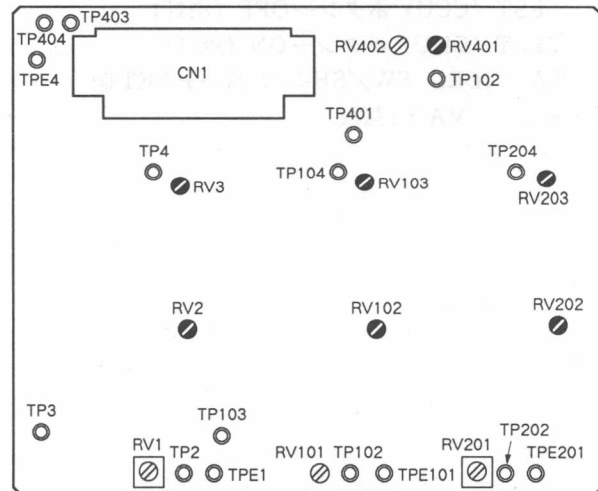 TP403
TP404
TPE4
CN1
RV402
RV401
TP102
TP401
TP4
RV3
TP104
RV103
TP204
RV203
RV2
RV102
RV202
TP3
TP103
RV1
TP2
TPE1
RV101
TP102
TPE101
RV201
TP202
TPE201